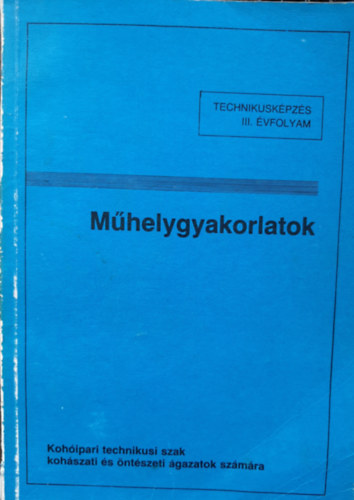 TECHNIKUSKÉPZÉS
III. ÉVFOLYAM
Műhelygyakorlatok
Kohóipari technikusi szak
kohászati és öntészeti ágazatok számára